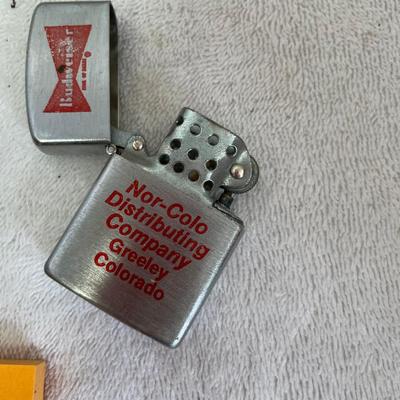 Budweiser
Nor-Colo
Distributing
Company
Greeley
Colorado